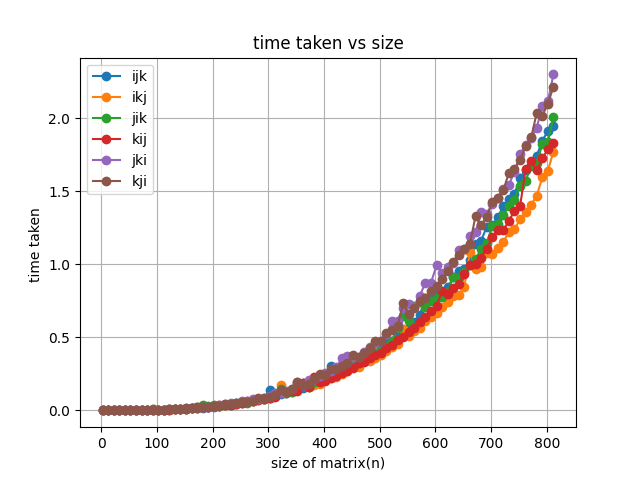 time taken vs size
ijk
ikj
jik
kij
jki
kji
time taken
2.0
1.5
1.0
0.5
0.0
0 100 200 300 400 500 600 700 800
size of matrix(n)